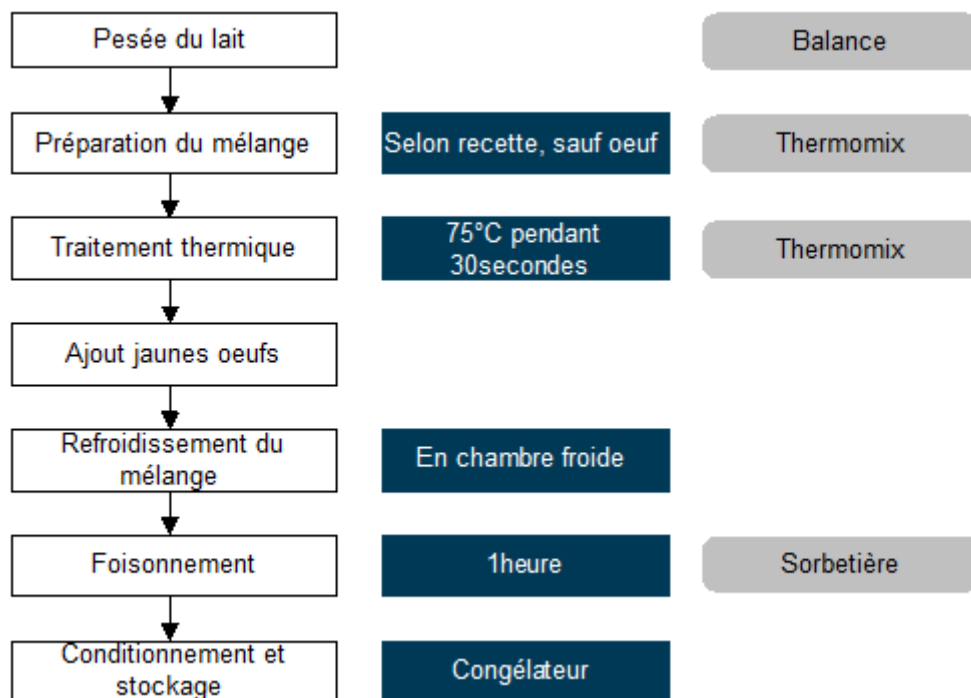 Pesée du lait
Balance
Préparation du mélange
Selon recette, sauf oeuf
Thermomix
Traitement thermique
75°C pendant
30secondes
Thermomix
Ajout jaunes oeufs
Refroidissement du
mélange
En chambre froide
Foisonnement
1heure
Sorbetière
Conditionnement et
stockage
Congélateur